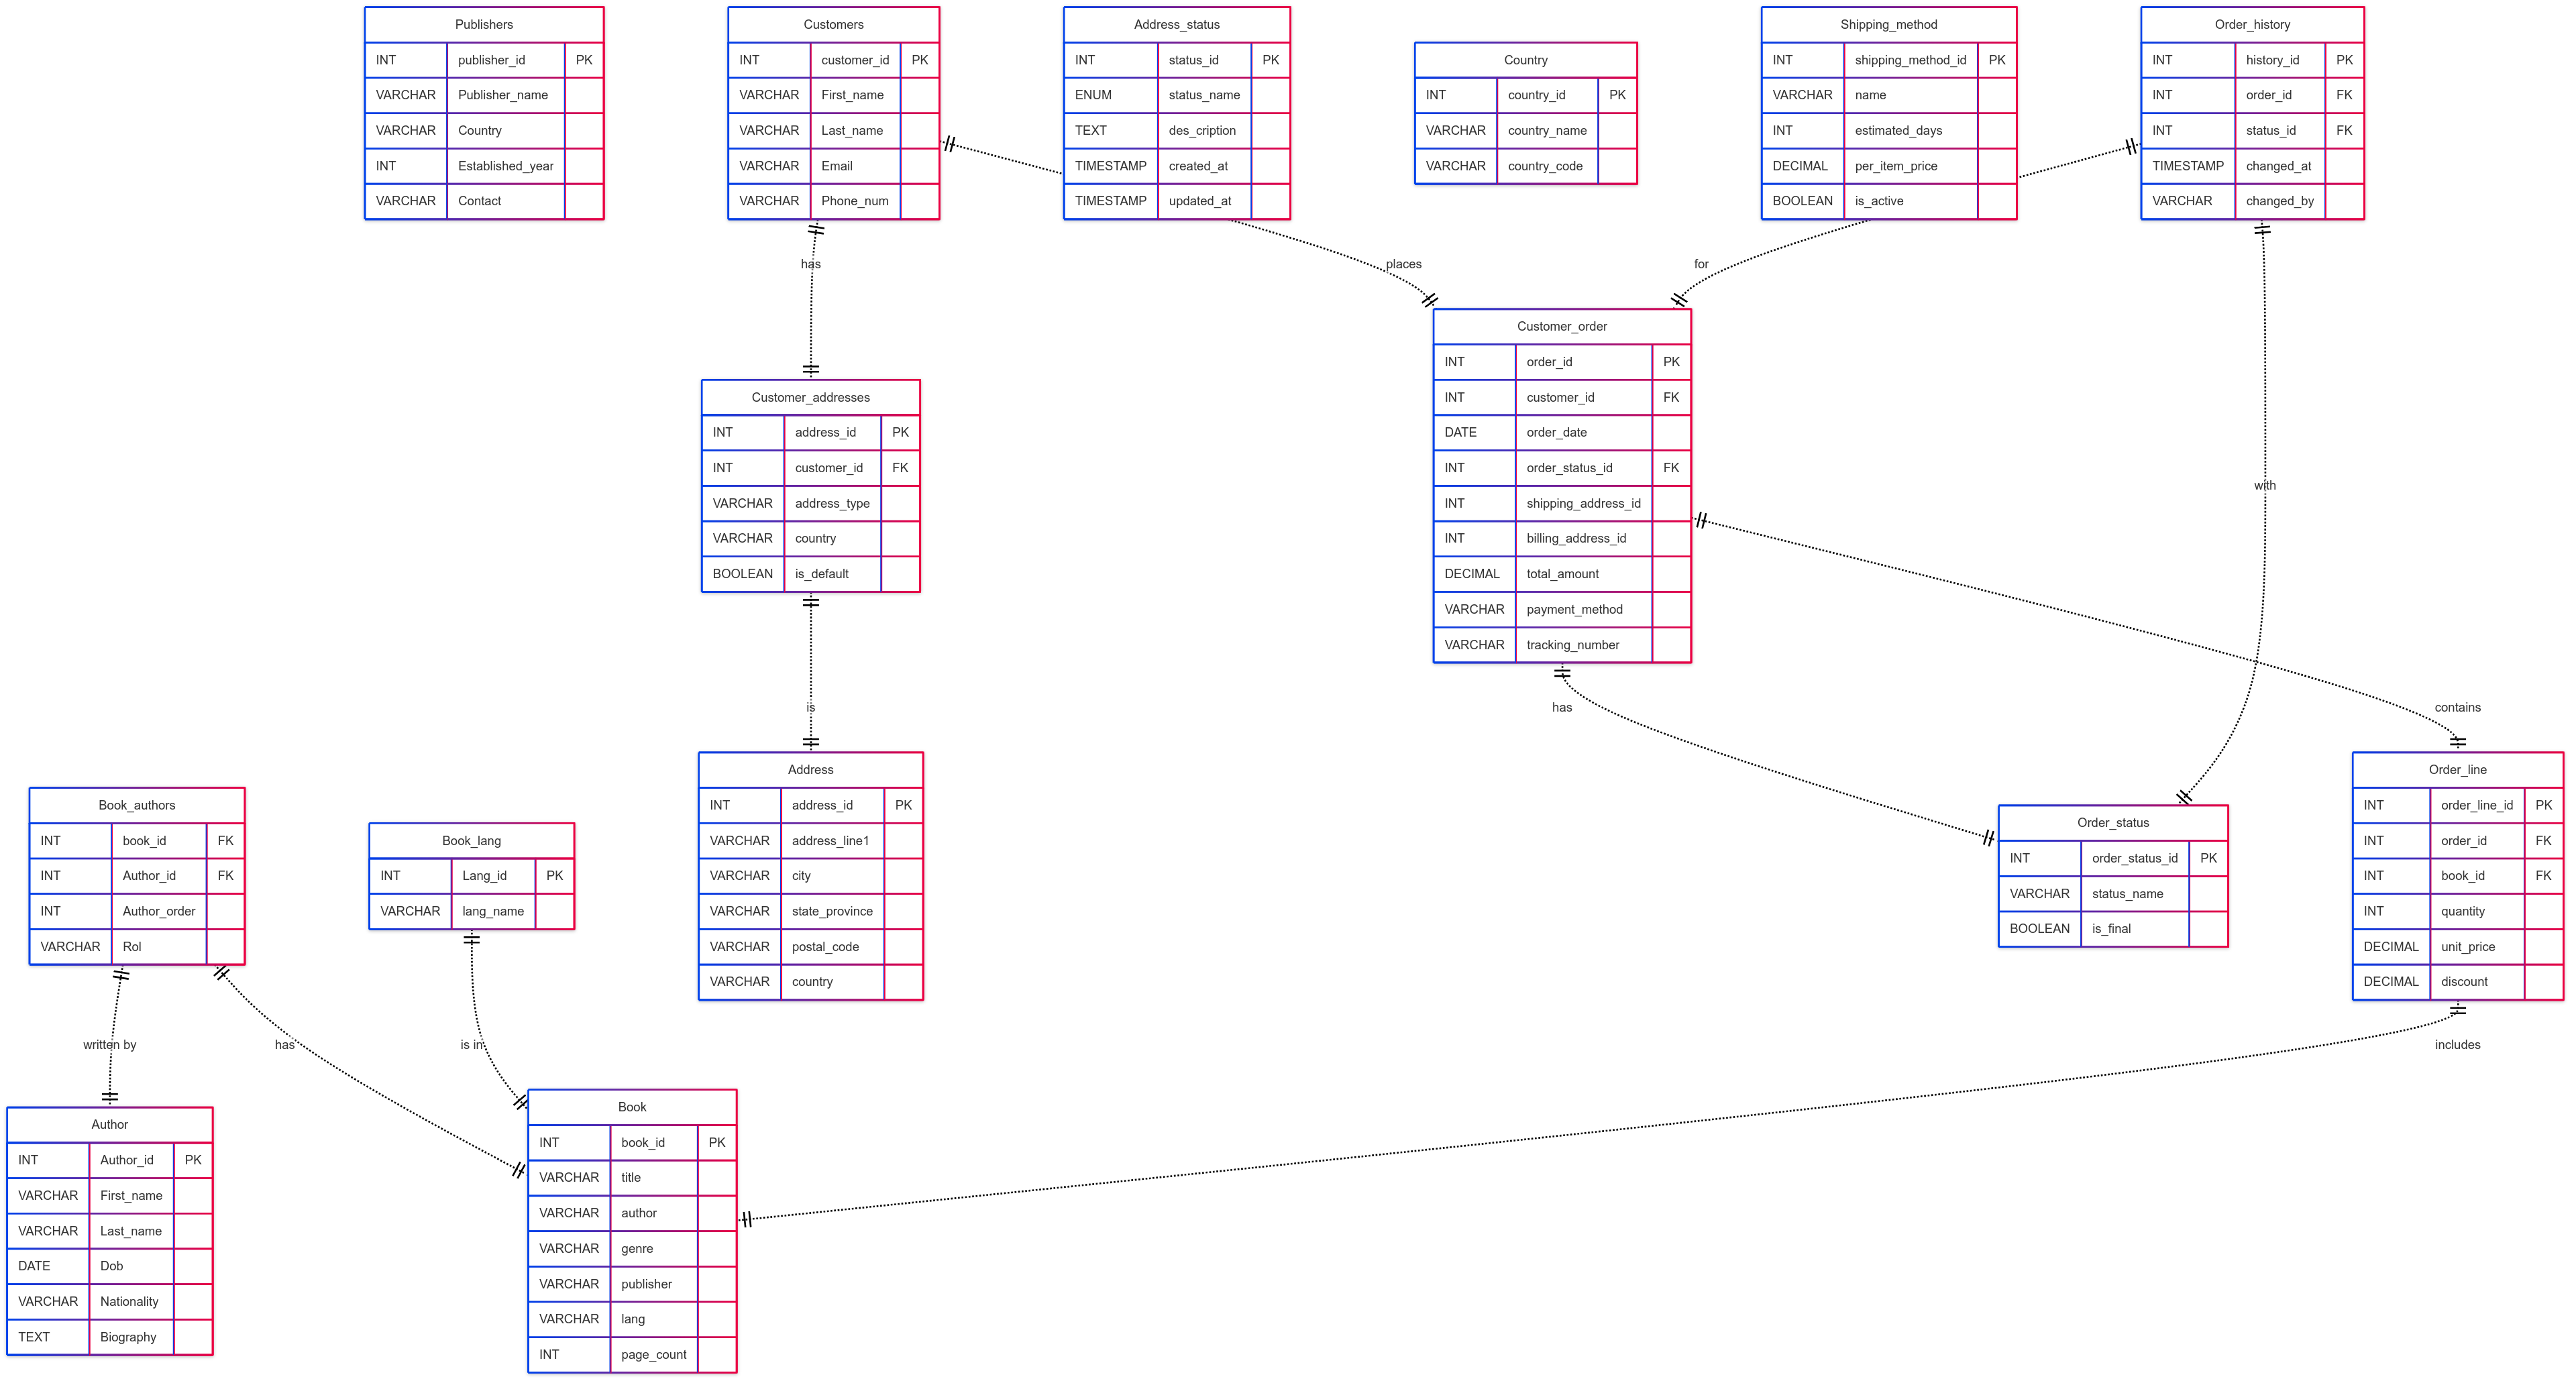 Publishers
INT publisher_id PK
VARCHAR Publisher_name
VARCHAR Country
INT Established_year
VARCHAR Contact
Customers
INT customer_id PK
VARCHAR First_name
VARCHAR Last_name
VARCHAR Email
VARCHAR Phone_num
Address_status
INT status_id PK
ENUM status_name
TEXT des_cription
TIMESTAMP created_at
TIMESTAMP updated_at
Country
INT country_id PK
VARCHAR country_name
VARCHAR country_code
Shipping_method
INT shipping_method_id PK
VARCHAR name
INT estimated_days
DECIMAL per_item_price
BOOLEAN is_active
Order_history
INT history_id PK
INT order_id FK
INT status_id FK
TIMESTAMP changed_at
VARCHAR changed_by
has
places
for
Customer_order
INT order_id PK
INT customer_id FK
DATE order_date
INT order_status_id FK
INT shipping_address_id
INT billing_address_id
DECIMAL total_amount
VARCHAR payment_method
VARCHAR tracking_number
Customer_addresses
INT address_id PK
INT customer_id FK
VARCHAR address_type
VARCHAR country
BOOLEAN is_default
with
is
has
contains
Address
INT address_id PK
VARCHAR address_line1
VARCHAR city
VARCHAR state_province
VARCHAR postal_code
VARCHAR country
Order_line
INT order_line_id PK
INT order_id FK
INT book_id FK
INT quantity
DECIMAL unit_price
DECIMAL discount
Book_authors
INT book_id FK
INT Author_id FK
INT Author_order
VARCHAR Rol
Book_lang
INT Lang_id PK
VARCHAR lang_name
Order_status
INT order_status_id PK
VARCHAR status_name
BOOLEAN is_final
written by
has
is in
includes
Author
INT Author_id PK
VARCHAR First_name
VARCHAR Last_name
DATE Dob
VARCHAR Nationality
TEXT Biography
Book
INT book_id PK
VARCHAR title
VARCHAR author
VARCHAR genre
VARCHAR publisher
VARCHAR lang
INT page_count